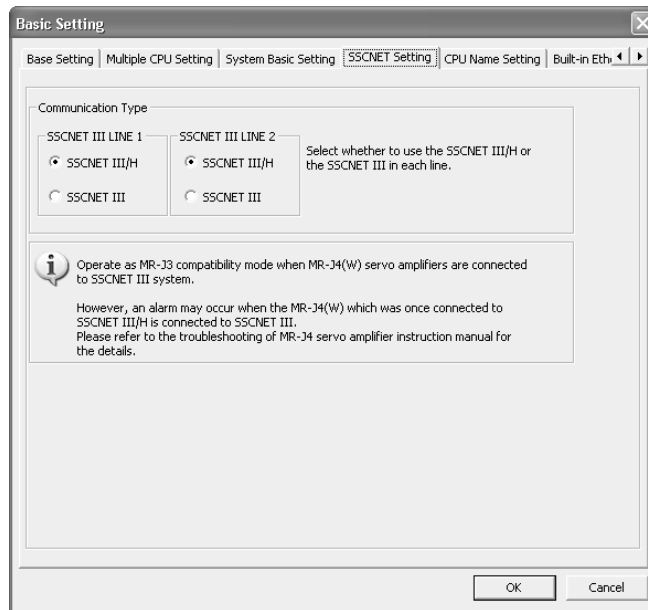 Basic Setting
Base Setting
Multiple CPU Setting
System Basic Setting
SSCNET Setting
CPU Name Setting
Built-in Eth
Communication Type
SSCNET III LINE 1
SSCNET III/H
SSCNET III
SSCNET III LINE 2
SSCNET III/H
SSCNET III
Select whether to use the SSCNET III/H or
the SSCNET III in each line.
Operate as MR-J3 compatibility mode when MR-J4(W) servo amplifiers are connected
to SSCNET III system.
However, an alarm may occur when the MR-J4(W) which was once connected to
SSCNET III/H is connected to SSCNET III.
Please refer to the troubleshooting of MR-J4 servo amplifier instruction manual for
the details.
OK
Cancel